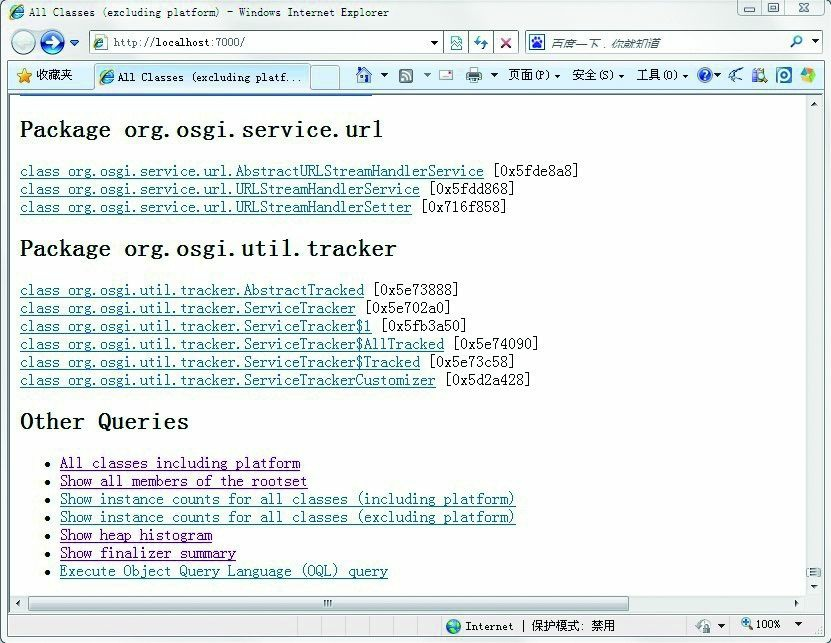 All Classes (excluding platform) - Windows Internet Explorer
http://localhost:7000/
百度一下，你就知道
收藏夹
All Classes (excluding platf...
页面(P)
安全(S)
工具(O)
Package org.osgi.service.url
class org.osgi.service.url.AbstractURLStreamHandlerService [0x5fde8a8]
class org.osgi.service.url.URLStreamHandlerService [0x5fdd868]
class org.osgi.service.url.URLStreamHandlerSetter [0x716f858]
Package org.osgi.util.tracker
class org.osgi.util.tracker.AbstractTracked [0x5e73888]
class org.osgi.util.tracker.ServiceTracker [0x5e702a0]
class org.osgi.util.tracker.ServiceTracker$1 [0x5fb3a50]
class org.osgi.util.tracker.ServiceTracker$AllTracked [0x5e74090]
class org.osgi.util.tracker.ServiceTracker$Tracked [0x5e73c58]
class org.osgi.util.tracker.ServiceTrackerCustomizer [0x5d2a428]
Other Queries
All classes including platform
Show all members of the rootset
Show instance counts for all classes (including platform)
Show instance counts for all classes (excluding platform)
Show heap histogram
Show finalizer summary
Execute Object Query Language (OQL) query
Internet | 保护模式: 禁用
100%